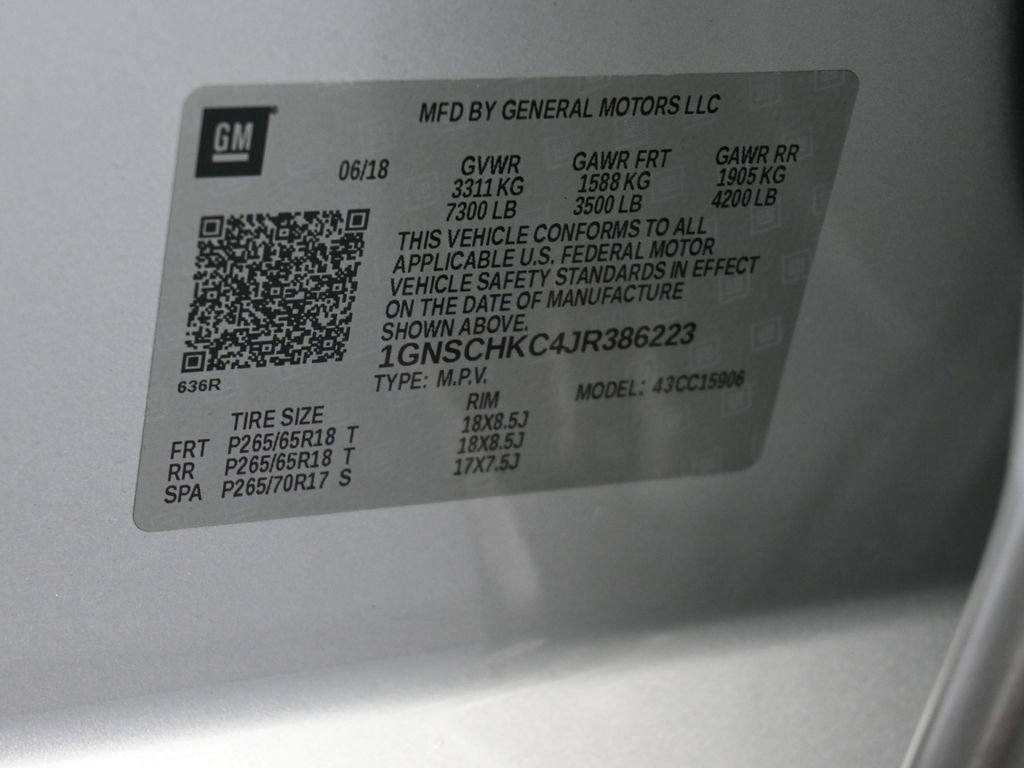 GM
MFD BY GENERAL MOTORS LLC
06/18 GVWR GAWR FRT GAWR RR
3311 KG 1588 KG 1905 KG
7300 LB 3500 LB 4200 LB
THIS VEHICLE CONFORMS TO ALL
APPLICABLE U.S. FEDERAL MOTOR
VEHICLE SAFETY STANDARDS IN EFFECT
ON THE DATE OF MANUFACTURE
SHOWN ABOVE.
1GNSCHKC4JR386223
636R
TYPE: M.P.V. MODEL: 43CC15906
TIRE SIZE RIM
FRT P265/65R18 T 18X8.5J
RR P265/65R18 T 18X8.5J
SPA P265/70R17 S 17X7.5J